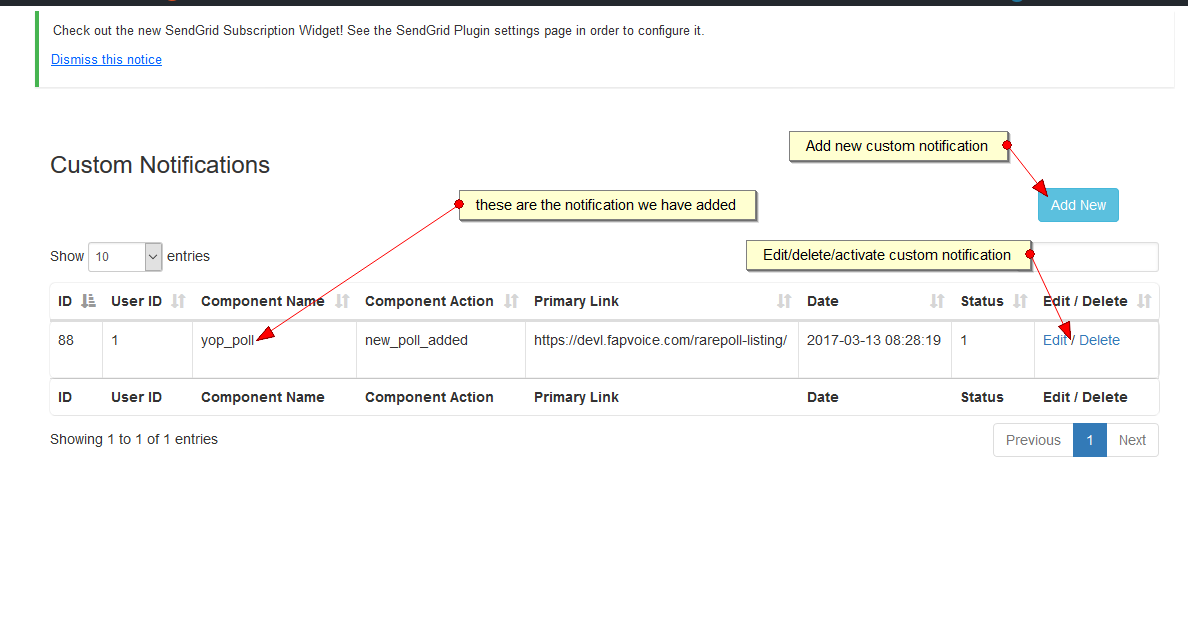 Check out the new SendGrid Subscription Widget! See the SendGrid Plugin settings page in order to configure it.
Dismiss this notice
Add new custom notification
Custom Notifications
these are the notification we have added
Add New
Show 10 entries
Edit/delete/activate custom notification
ID User ID Component Name Component Action Primary Link Date Status Edit / Delete
88 1 yop_poll new_poll_added https://devl.fapvoice.com/rarepoll-listing/ 2017-03-13 08:28:19 1 Edit / Delete
ID User ID Component Name Component Action Primary Link Date Status Edit / Delete
Showing 1 to 1 of 1 entries
Previous 1 Next